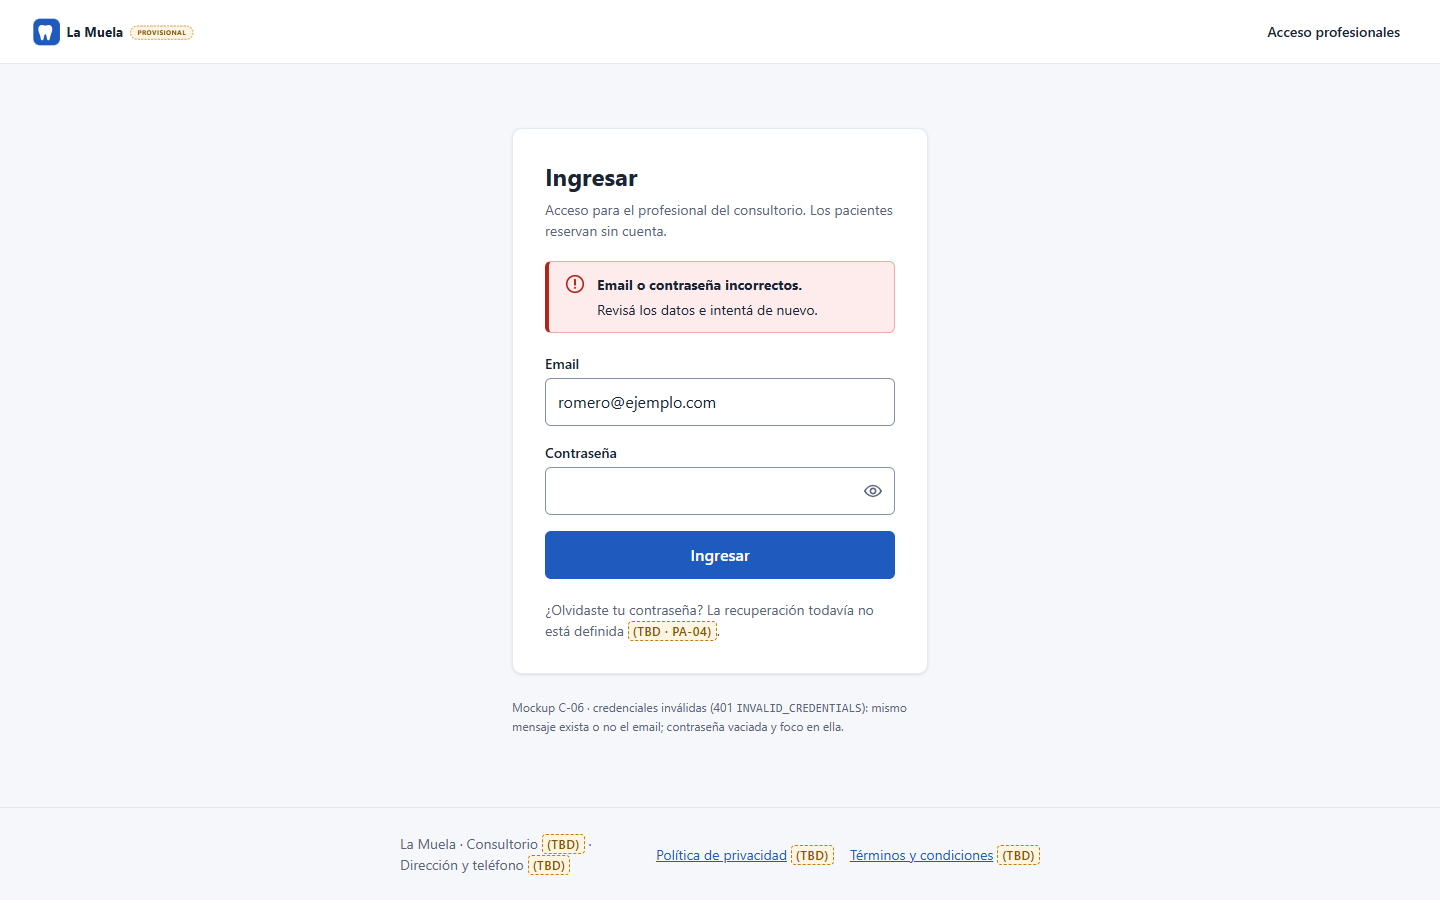 La Muela PROVISIONAL
Acceso profesionales
Ingresar
Acceso para el profesional del consultorio. Los pacientes
reservan sin cuenta.
Email o contraseña incorrectos.
Revisá los datos e intentá de nuevo.
Email
romero@ejemplo.com
Contraseña
Ingresar
¿Olvidaste tu contraseña? La recuperación todavía no
está definida (TBD · PA-04).
Mockup C-06 · credenciales inválidas (401 INVALID_CREDENTIALS): mismo
mensaje exista o no el email; contraseña vaciada y foco en ella.
La Muela · Consultorio (TBD) ·
Dirección y teléfono (TBD)
Política de privacidad (TBD) Términos y condiciones (TBD)